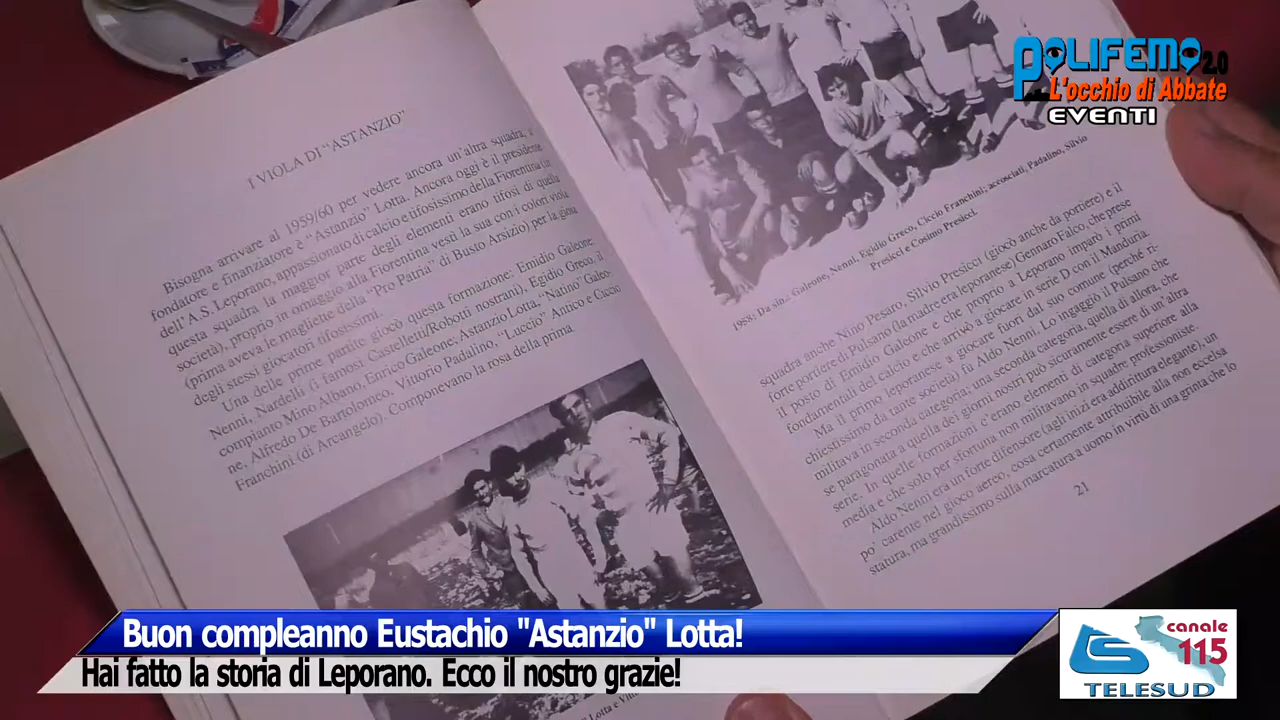 I VIOLA DI "ASTANZIO"
Bisogna arrivare al 1959/60 per vedere ancora un'altra squadra, il
fondatore e finanziatore è "Astanzio" Lotta. Ancora oggi è il presidente
dell'A.S. Leporano, appassionato di calcio e tifosissimo della Fiorentina (in
questa squadra la maggior parte degli elementi erano tifosi di quella
società), proprio in omaggio alla Fiorentina vestì la sua con i colori viola
(prima aveva le magliette della "Pro Patria" di Busto Arsizio) per la gioia
degli stessi giocatori tifosissimi.
Una delle prime partite giocò questa formazione: Emidio Galeone
Nenni, Nardelli (i famosi Castelletti/Robotti nostrani), Egidio Greco, il
compianto Mino Albano, Enrico Galeone, Astanzio Lotta, "Natino" Galeo-
ne, Alfredo De Bartolomeo, Vittorio Padalino, "Luccio" Antico e Ciccio
Franchini (di Arcangelo). Componevano la rosa della prima
Lotta e
1958: Da sin.: Galeone, Nenni, Egidio Greco, Ciccio Franchini; accosciati, Padalino, Silvio
Presicci e Cosimo Presicci.
squadra anche Nino Pesaro, Silvio Presicci (giocò anche da portiere) e il
forte portiere di Pulsano (la madre era leporanese) Gennaro Falco, che prese
il posto di Emidio Galeone e che proprio a Leporano imparò i primi
fondamentali del calcio e che arrivò a giocare in serie D con il Manduria.
Ma il primo leporanese a giocare fuori dal suo comune (perché ri-
chiestissimo da tante società) fu Aldo Nenni. Lo ingaggiò il Pulsano che
militava in seconda categoria; una seconda categoria, quella di allora, che
se paragonata a quella dei giorni nostri può sicuramente essere di un'altra
serie. In quelle formazioni c'erano elementi di categoria superiore alla
media e che solo per sfortuna non militavano in squadre professioniste.
Aldo Nenni era un forte difensore (agli inizi era addirittura elegante), un
po' carente nel gioco aereo, cosa certamente attribuibile alla non eccelsa
statura, ma grandissimo sulla marcatura a uomo in virtù di una grinta che lo
21
POLIFEMO 2.0
L'occhio di Abbate
EVENTI
Buon compleanno Eustachio "Astanzio" Lotta!
Hai fatto la storia di Leporano. Ecco il nostro grazie!
canale
115
TELESUD